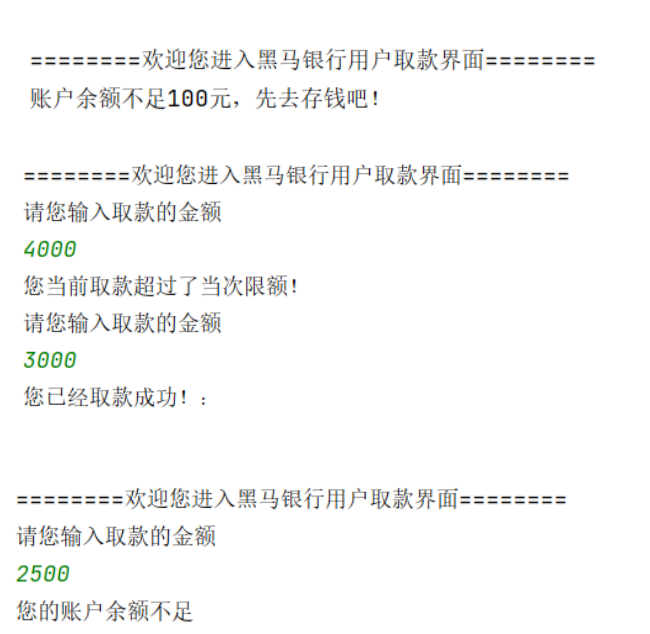 ========欢迎您进入黑马银行用户取款界面========
账户余额不足100元，先去存钱吧！
========欢迎您进入黑马银行用户取款界面========
请您输入取款的金额
4000
您当前取款超过了当次限额！
请您输入取款的金额
3000
您已经取款成功！：
========欢迎您进入黑马银行用户取款界面========
请您输入取款的金额
2500
您的账户余额不足